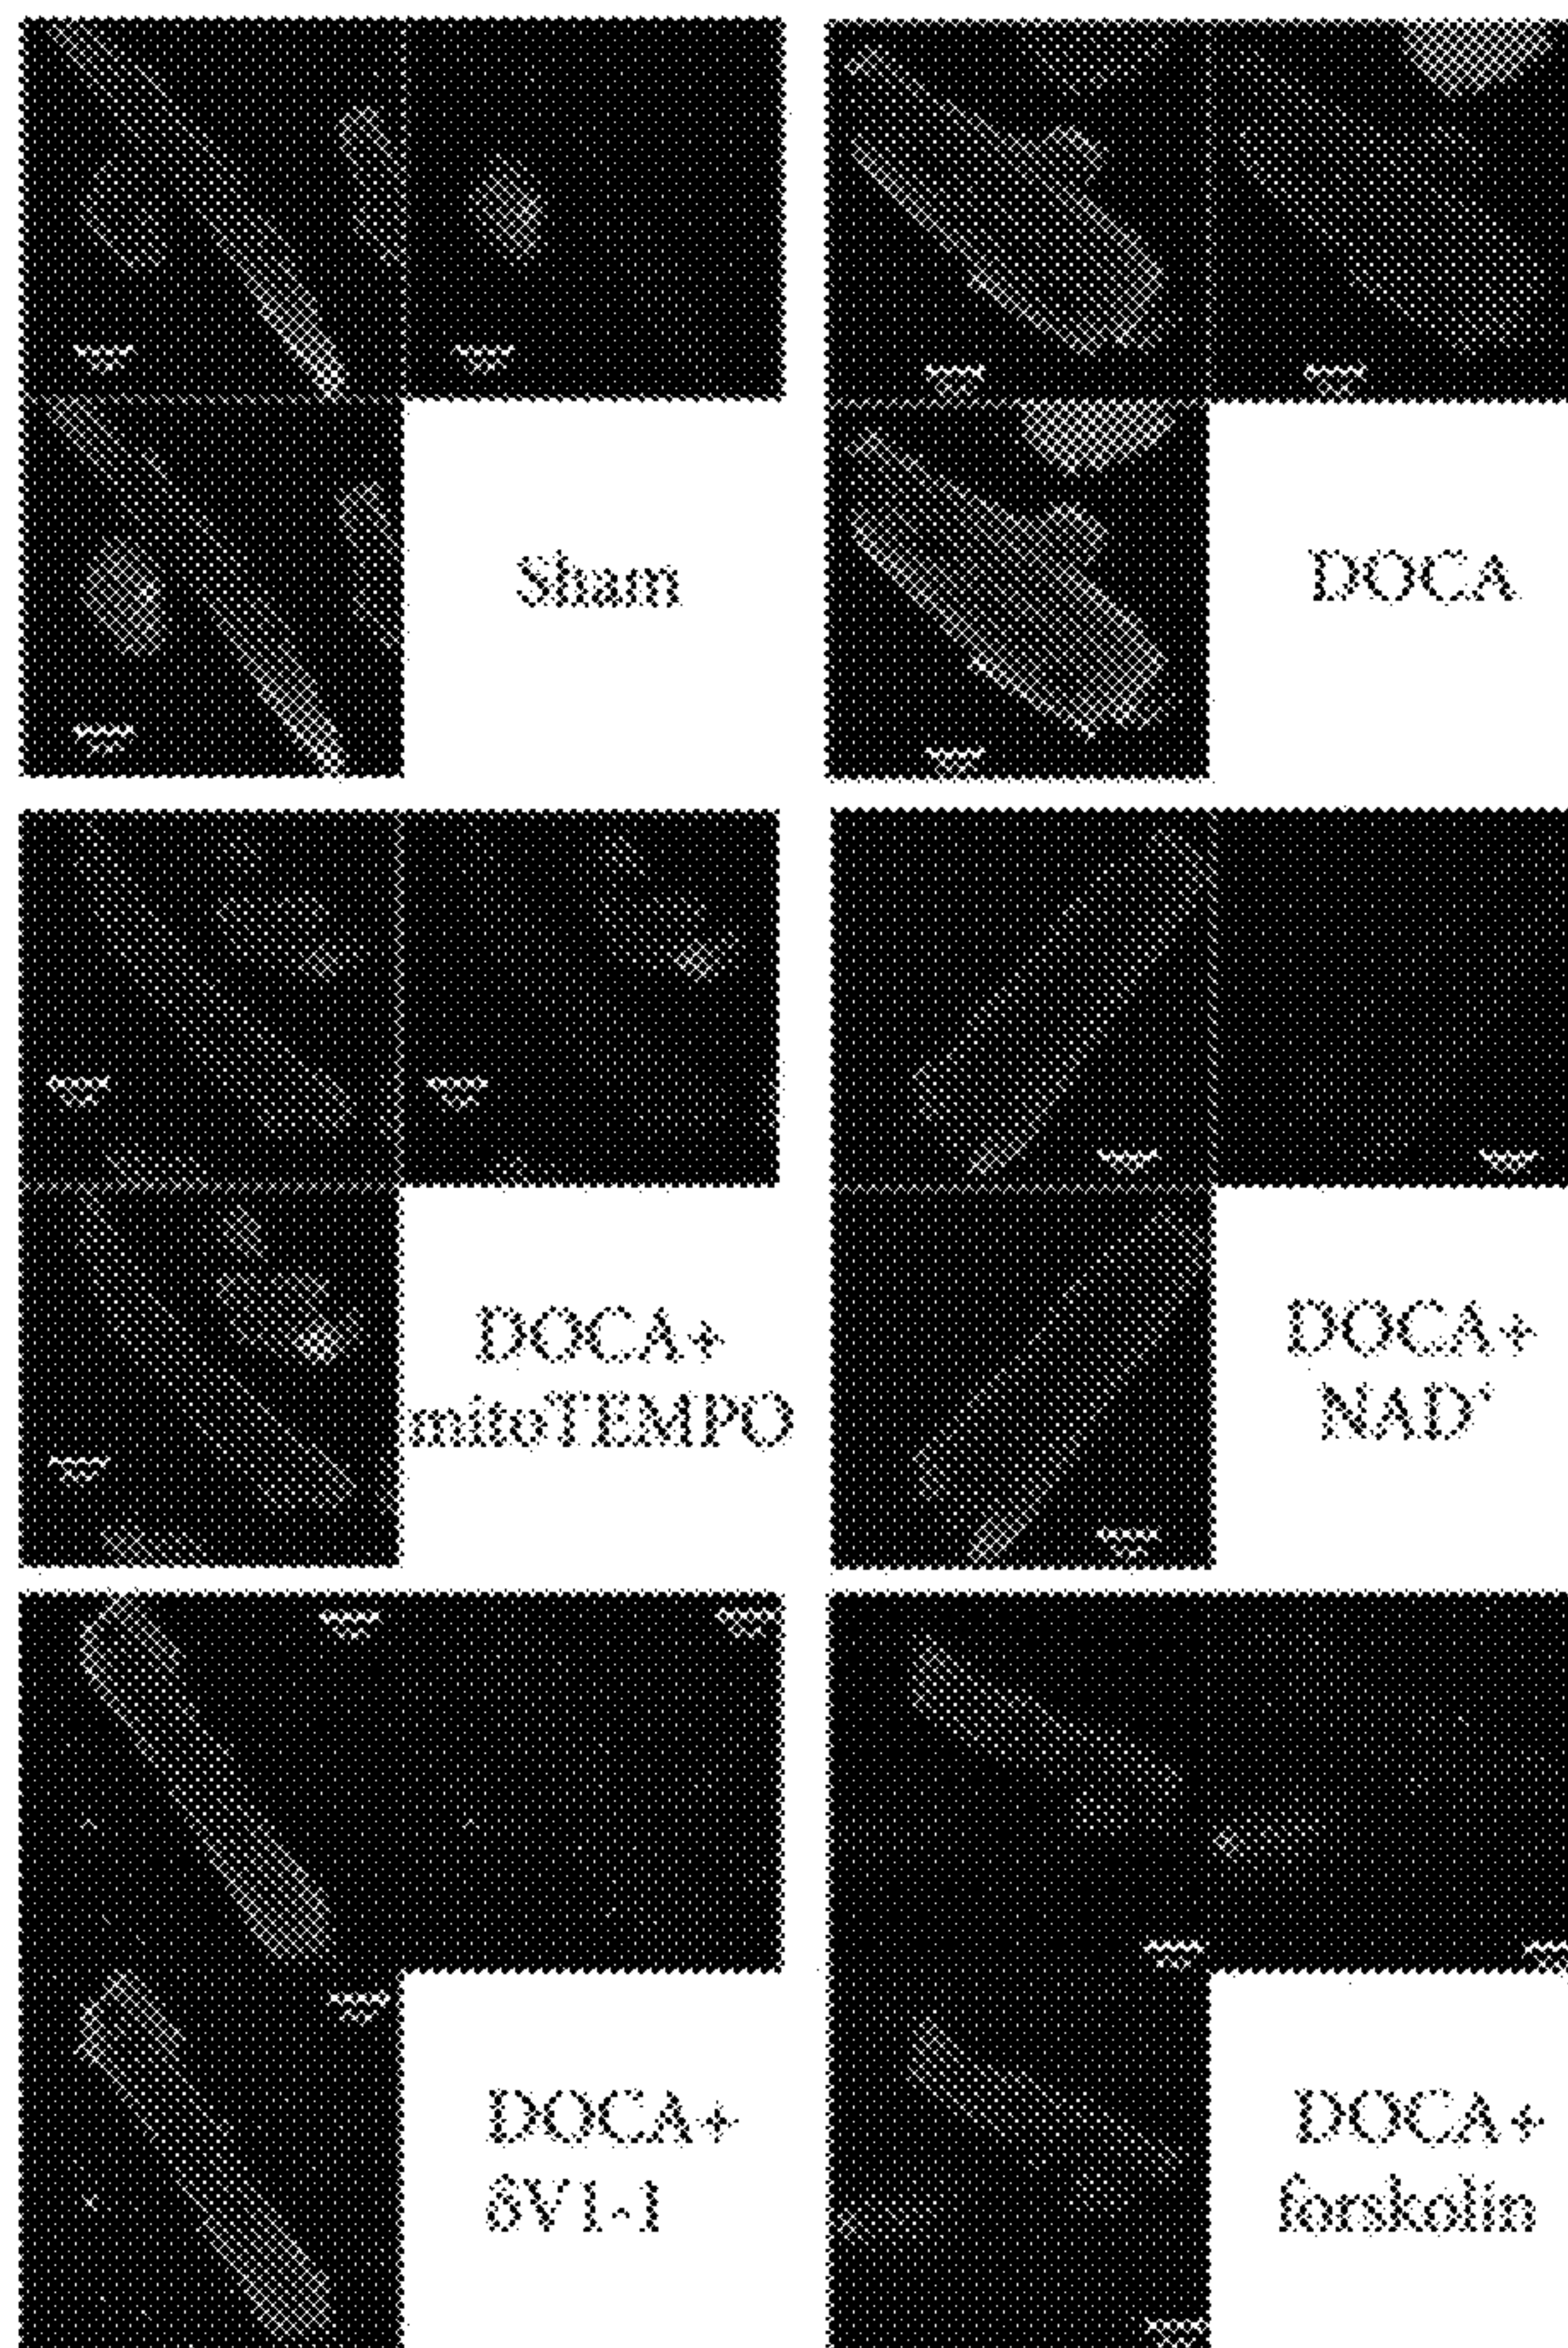 Sham
DOCA
DOCA+
mitoTEMPO
DOCA+
NAD⁺
DOCA+
δV1-1
DOCA+
forskolin